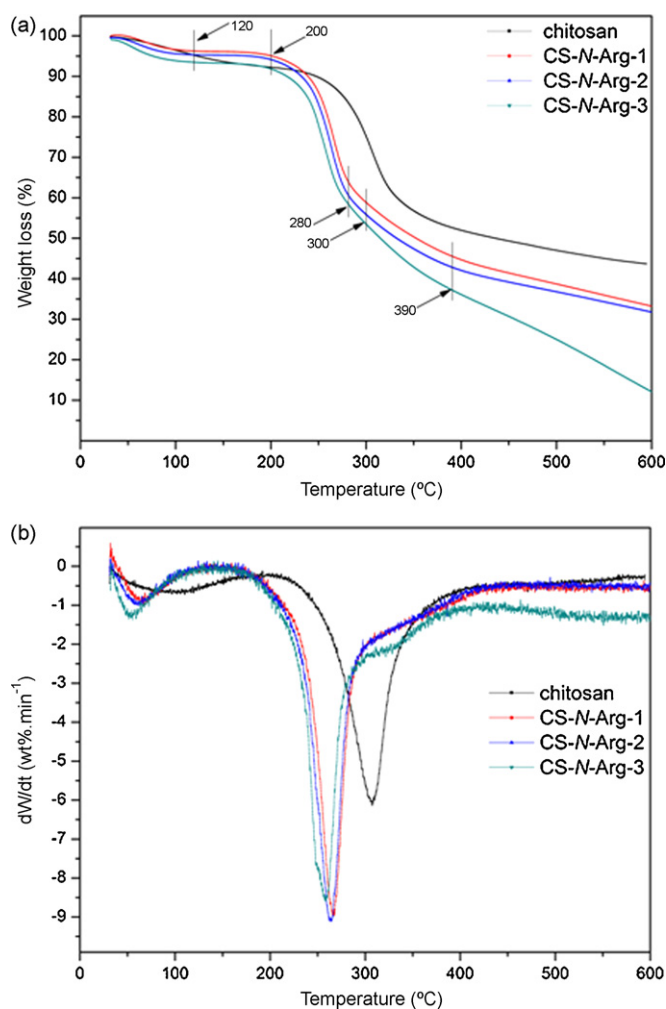 (a)
100
90
80
70
60
50
40
30
20
10
Weight loss (%)
120
200
280
300
390
chitosan
CS-N-Arg-1
CS-N-Arg-2
CS-N-Arg-3
0 100 200 300 400 500 600
Temperature (ºC)
(b)
0
-1
-2
-3
-4
-5
-6
-7
-8
-9
dW/dt (wt%.min⁻¹)
chitosan
CS-N-Arg-1
CS-N-Arg-2
CS-N-Arg-3
0 100 200 300 400 500 600
Temperature (ºC)